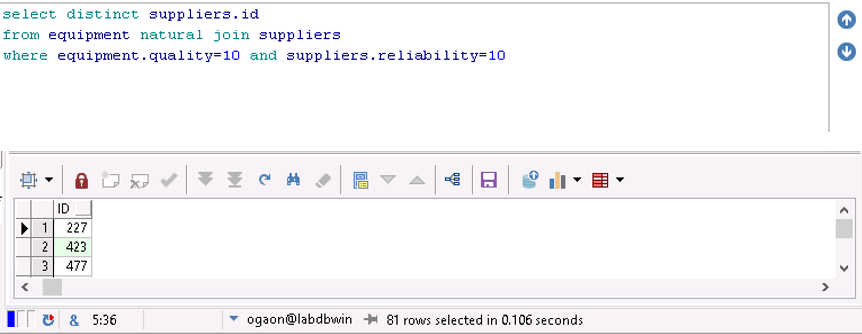 select distinct suppliers.id
from equipment natural join suppliers
where equipment.quality=10 and suppliers.reliability=10
ID
1 227
2 423
3 477
& 5:36 ogaon@labdbwin 81 rows selected in 0.106 seconds